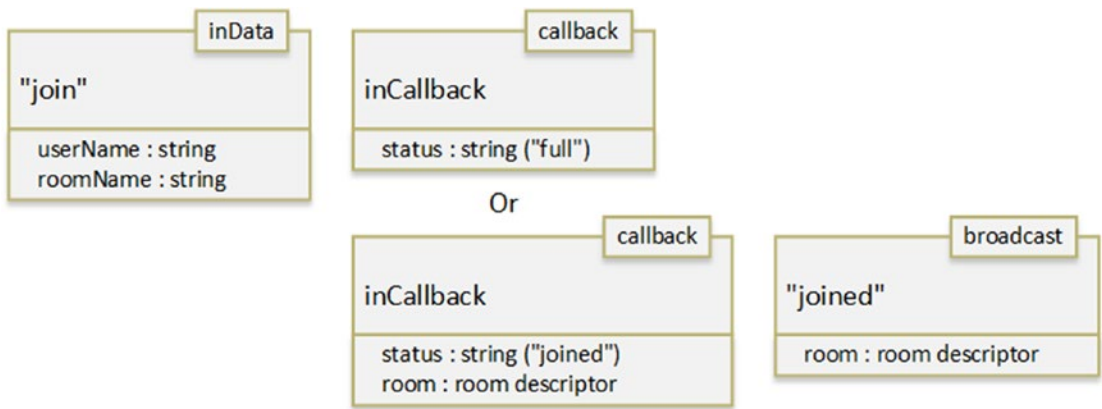 inData
"join"
userName : string
roomName : string
callback
inCallback
status : string ("full")
Or
callback
inCallback
status : string ("joined")
room : room descriptor
broadcast
"joined"
room : room descriptor